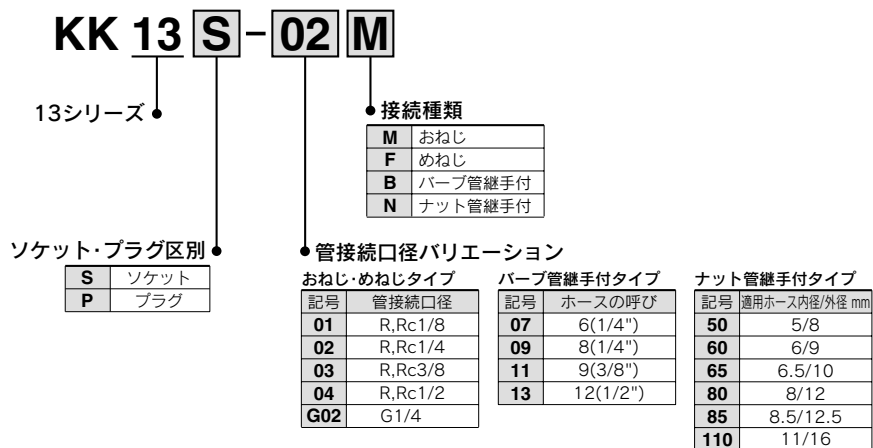 KK 13 S - 02 M
13シリーズ
接続種類
M おねじ
F めねじ
B バーブ管継手付
N ナット管継手付
ソケット・プラグ区別
S ソケット
P プラグ
管接続口径バリエーション
おねじ・めねじタイプ
記号 管接続口径
01 R,Rc1/8
02 R,Rc1/4
03 R,Rc3/8
04 R,Rc1/2
G02 G1/4
バーブ管継手付タイプ
記号 ホースの呼び
07 6(1/4")
09 8(1/4")
11 9(3/8")
13 12(1/2")
ナット管継手付タイプ
記号 適用ホース内径/外径 mm
50 5/8
60 6/9
65 6.5/10
80 8/12
85 8.5/12.5
110 11/16